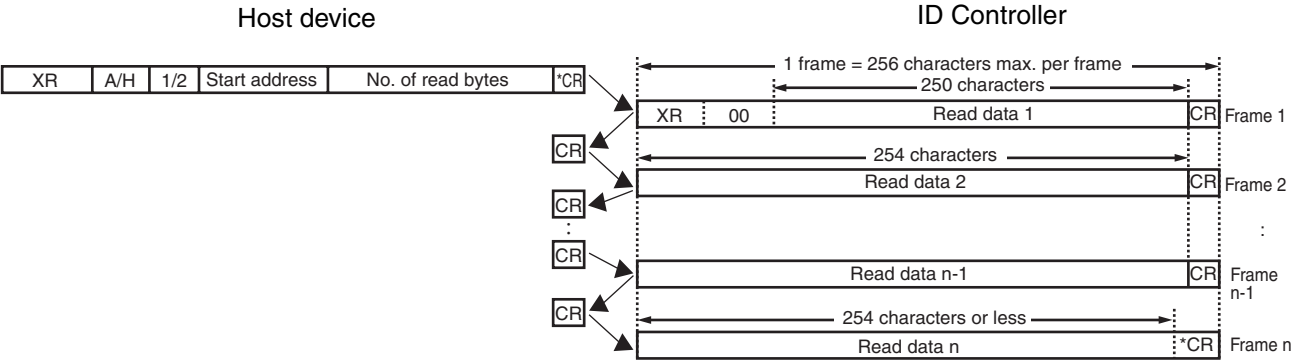 Host device
ID Controller
XR A/H 1/2 Start address No. of read bytes *CR
1 frame = 256 characters max. per frame
250 characters
XR 00 Read data 1 CR Frame 1
CR
254 characters
Read data 2 CR Frame 2
CR
:
:
CR
Read data n-1 CR Frame
n-1
CR
254 characters or less
Read data n *CR Frame n